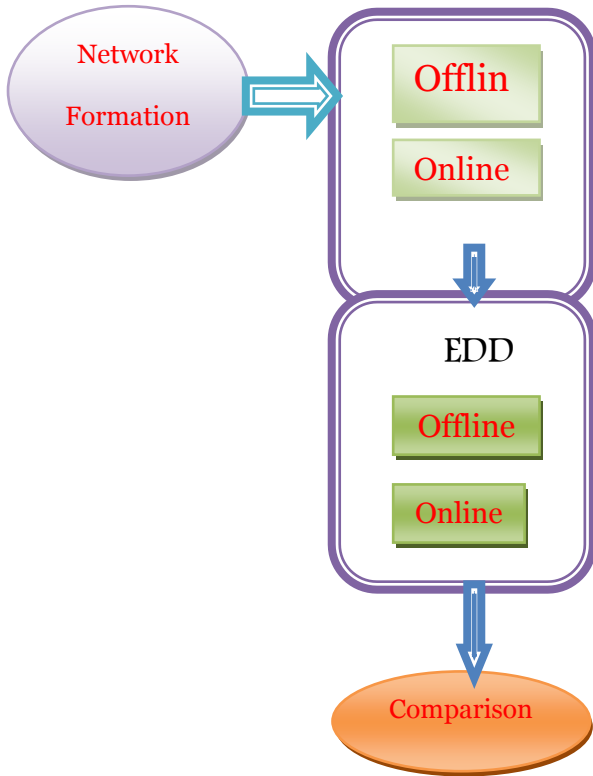 Network
Formation
Offlin
Online
EDD
Offline
Online
Comparison